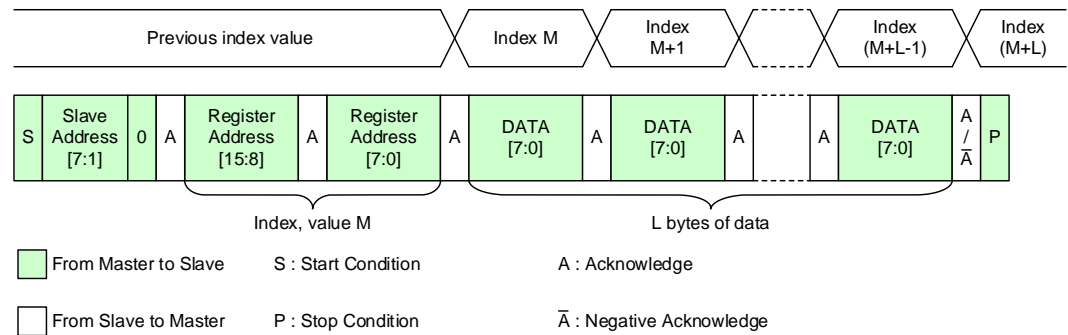 Previous index value
Index M
Index
M+1
Index
(M+L-1)
Index
(M+L)
S
Slave
Address
[7:1]
0
A
Register
Address
[15:8]
A
Register
Address
[7:0]
A
DATA
[7:0]
A
DATA
[7:0]
A
A
DATA
[7:0]
A
/
A̅
P
Index, value M
L bytes of data
From Master to Slave
S : Start Condition
A : Acknowledge
From Slave to Master
P : Stop Condition
A̅ : Negative Acknowledge